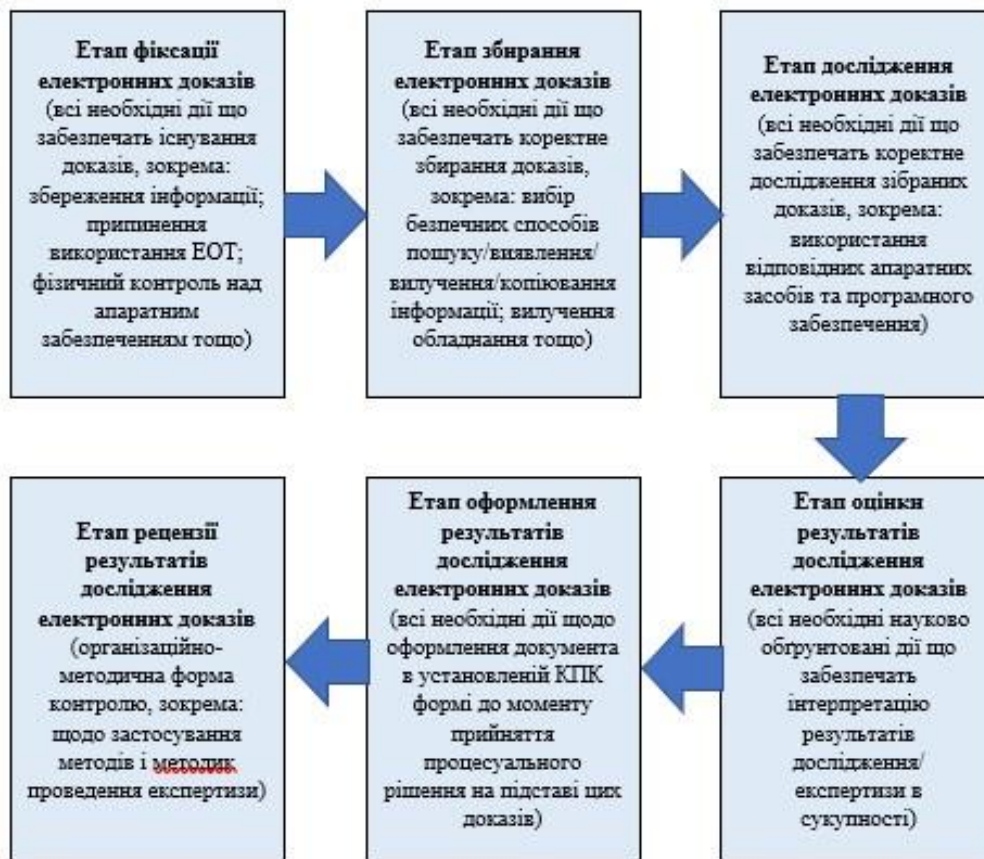 Етап фіксації
електронних доказів
(всі необхідні дії що
забезпечать існування
доказів, зокрема:
збереження інформації;
припинення
використання ЕОТ;
фізичний контроль над
апаратним
забезпеченням тощо)
Етап збирання
електронних доказів
(всі необхідні дії що
забезпечать коректне
збирання доказів,
зокрема: вибір
безпечних способів
пошуку/виявлення/
вилучення/копіювання
інформації; вилучення
обладнання тощо)
Етап дослідження
електронних доказів
(всі необхідні дії що
забезпечать коректне
дослідження зібраних
доказів, зокрема:
використання
відповідних апаратних
засобів та програмного
забезпечення)
Етап оцінки
результатів
дослідження
електронних доказів
(всі необхідні науково
обґрунтовані дії що
забезпечать
інтерпретацію
результатів
дослідження/
експертизи в
сукупності)
Етап оформлення
результатів
дослідження
електронних доказів
(всі необхідні дії щодо
оформлення документа
в установленій КПК
формі до моменту
прийняття
процесуального
рішення на підставі цих
доказів)
Етап рецензії
результатів
дослідження
електронних доказів
(організаційно-
методична форма
контролю, зокрема:
щодо застосування
методів і методик
проведення експертизи)